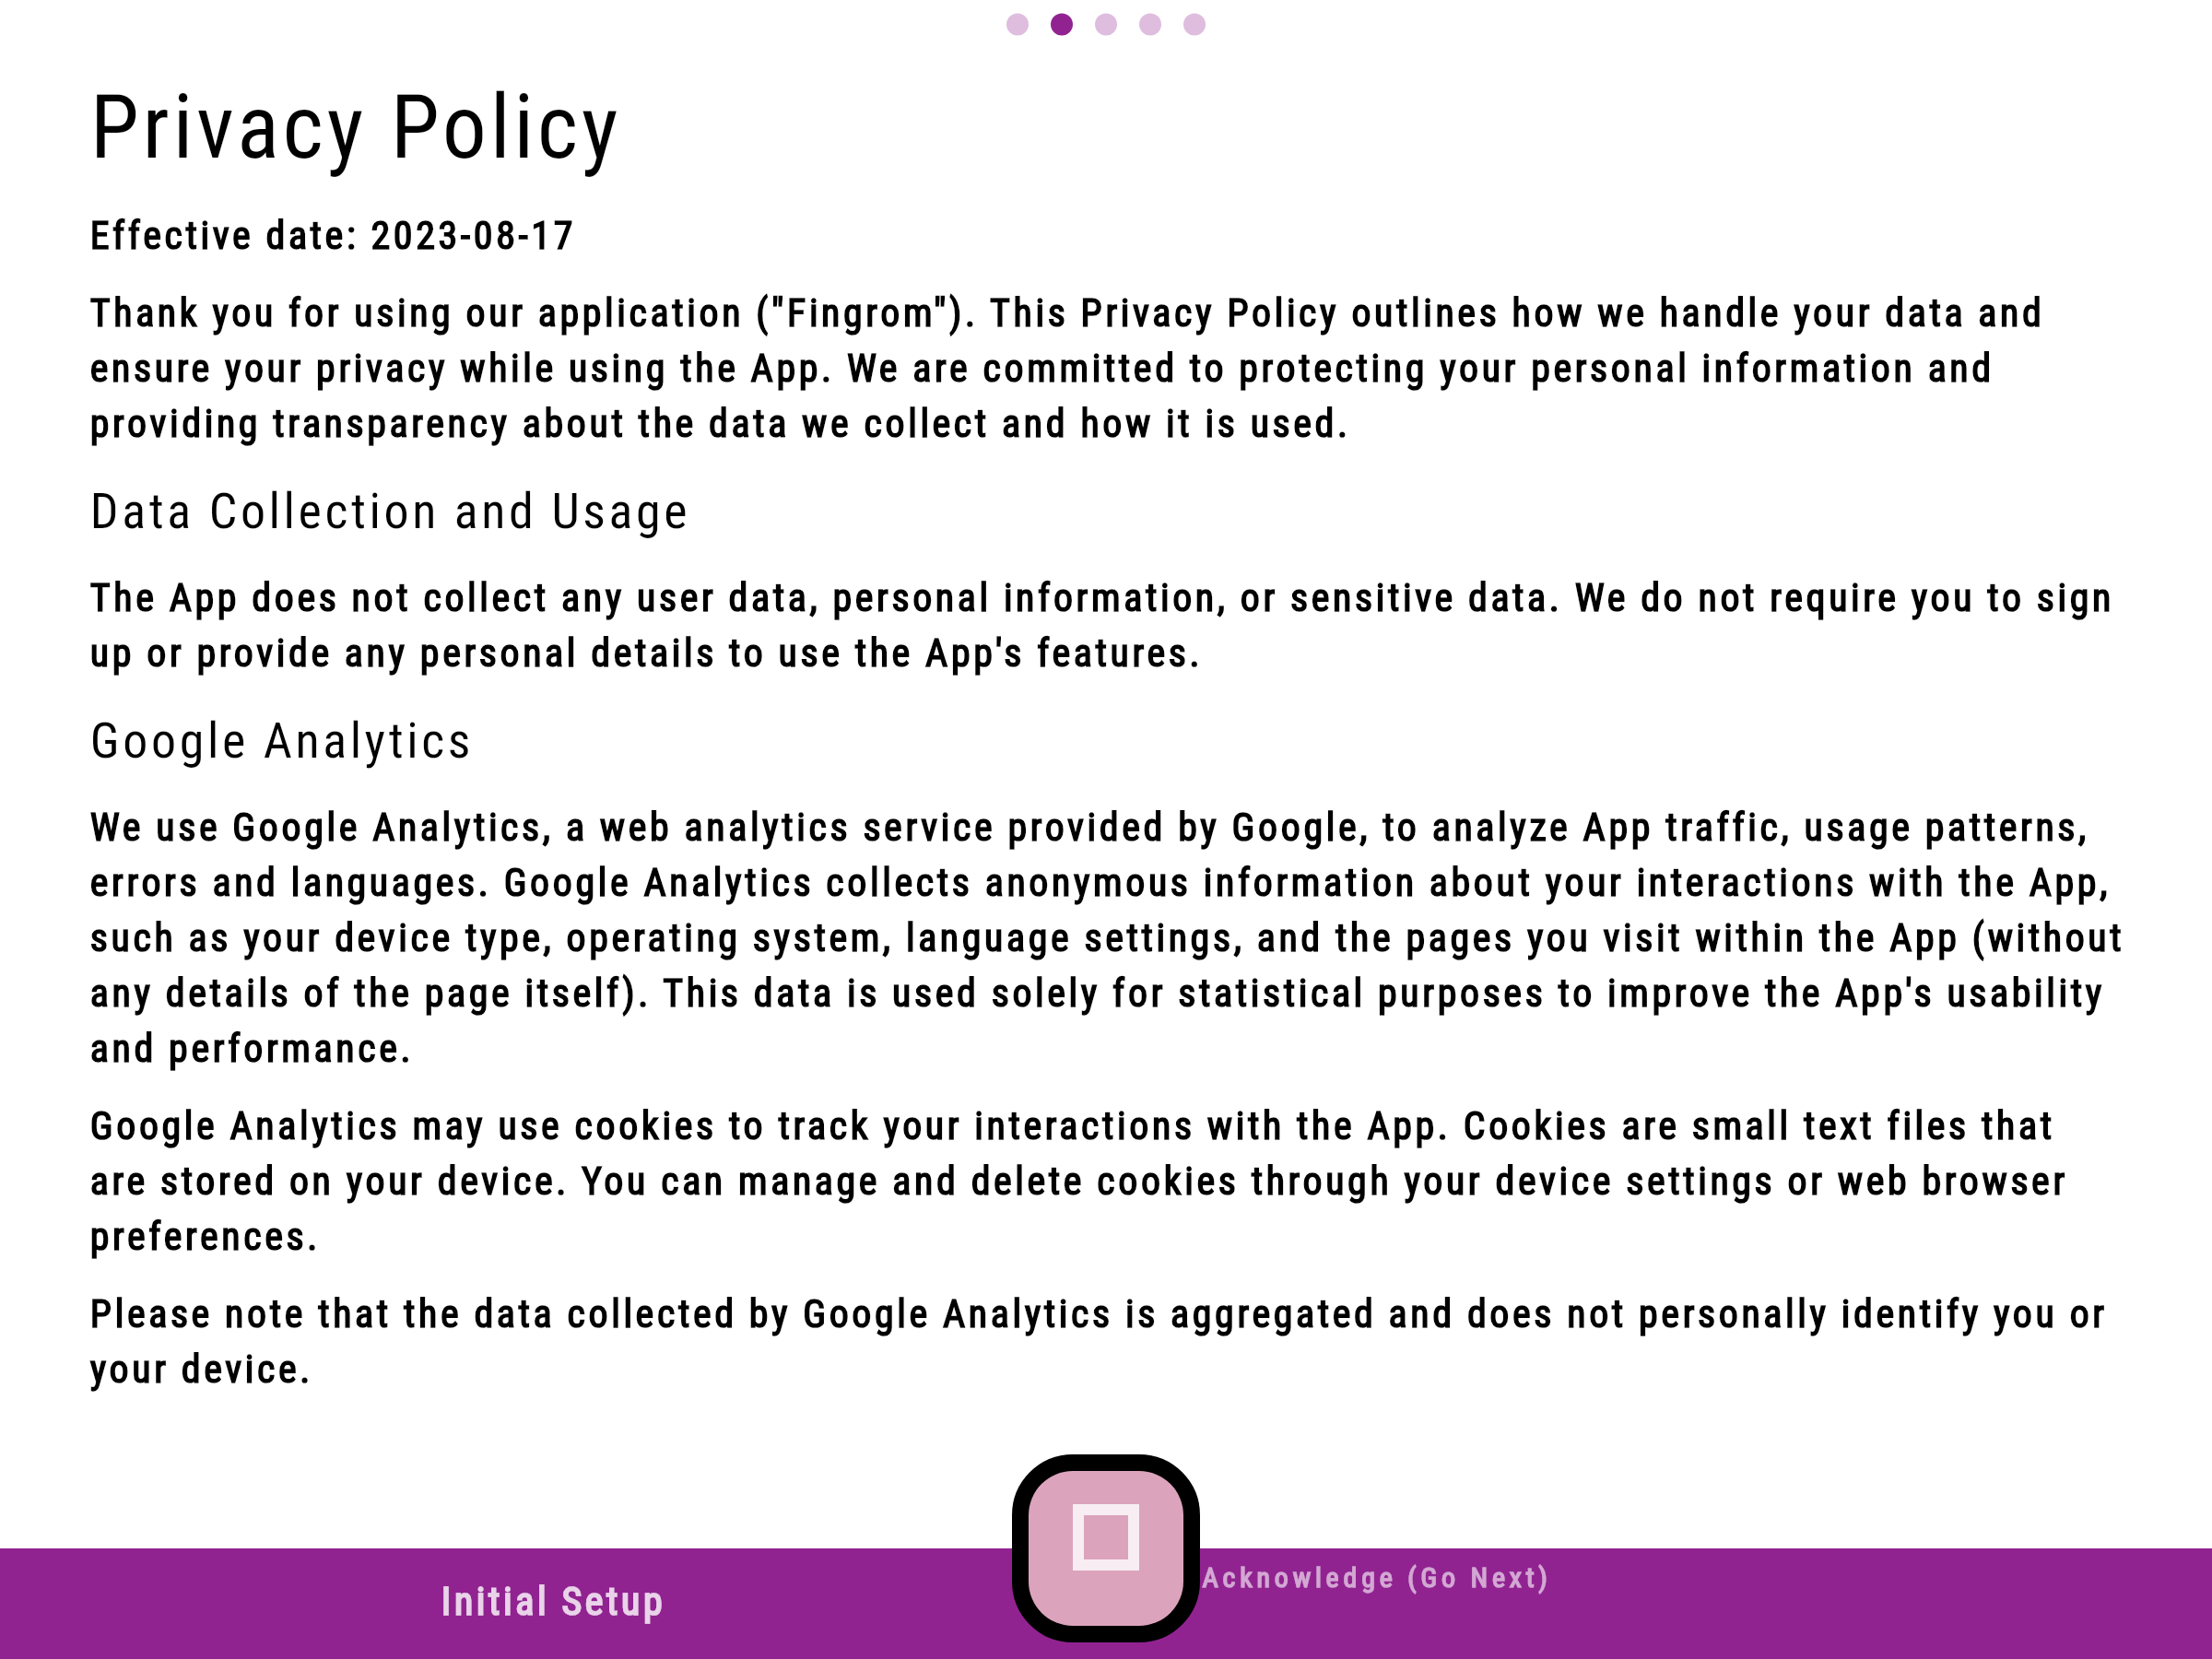 Privacy Policy
Effective date: 2023-08-17
Thank you for using our application ("Fingrom"). This Privacy Policy outlines how we handle your data and
ensure your privacy while using the App. We are committed to protecting your personal information and
providing transparency about the data we collect and how it is used.
Data Collection and Usage
The App does not collect any user data, personal information, or sensitive data. We do not require you to sign
up or provide any personal details to use the App's features.
Google Analytics
We use Google Analytics, a web analytics service provided by Google, to analyze App traffic, usage patterns,
errors and languages. Google Analytics collects anonymous information about your interactions with the App,
such as your device type, operating system, language settings, and the pages you visit within the App (without
any details of the page itself). This data is used solely for statistical purposes to improve the App's usability
and performance.
Google Analytics may use cookies to track your interactions with the App. Cookies are small text files that
are stored on your device. You can manage and delete cookies through your device settings or web browser
preferences.
Please note that the data collected by Google Analytics is aggregated and does not personally identify you or
your device.
Initial Setup
Acknowledge (Go Next)